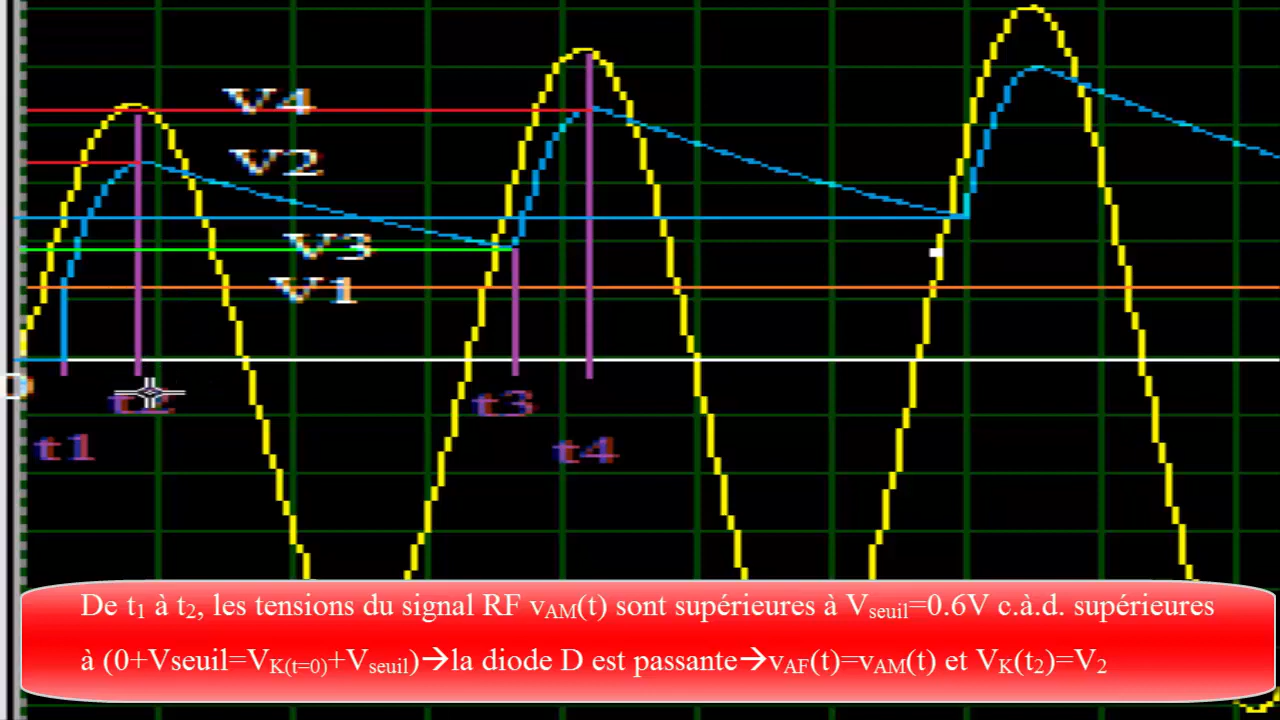 V4
V2
V3
V1
0
t2
t3
t1
t4
De t₁ à t₂, les tensions du signal RF vAM(t) sont supérieures à Vseuil=0.6V c.à.d. supérieures
à (0+Vseuil=VK(t=0)+Vseuil)→la diode D est passante→vAF(t)=vAM(t) et VK(t₂)=V₂